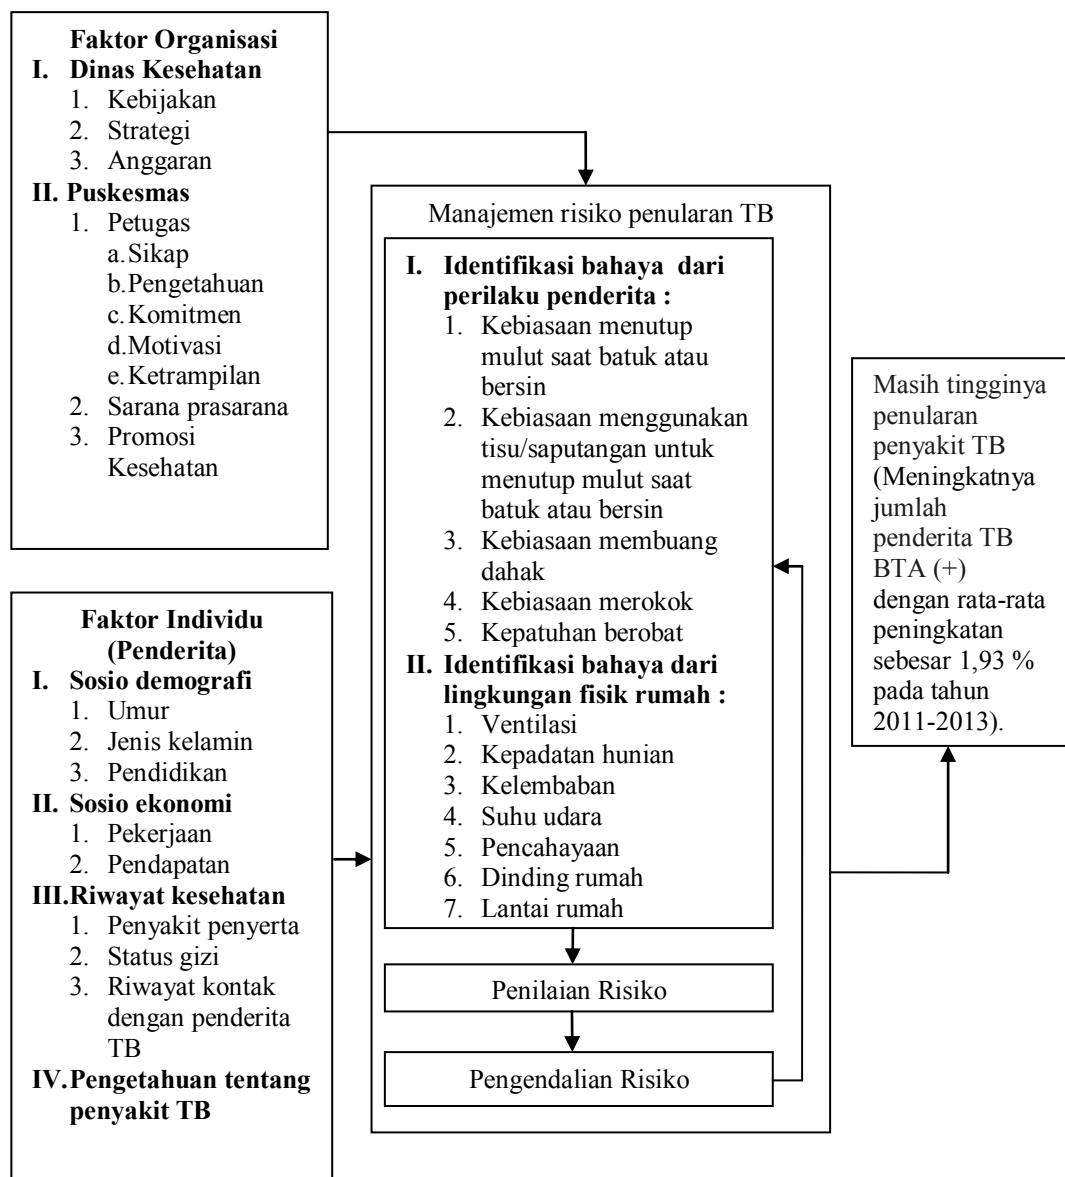 Faktor Organisasi
I. Dinas Kesehatan
1. Kebijakan
2. Strategi
3. Anggaran
II. Puskesmas
1. Petugas
a.Sikap
b.Pengetahuan
c.Komitmen
d.Motivasi
e.Ketrampilan
2. Sarana prasarana
3. Promosi
Kesehatan
Faktor Individu
(Penderita)
I. Sosio demografi
1. Umur
2. Jenis kelamin
3. Pendidikan
II. Sosio ekonomi
1. Pekerjaan
2. Pendapatan
III.Riwayat kesehatan
1. Penyakit penyerta
2. Status gizi
3. Riwayat kontak
dengan penderita
TB
IV.Pengetahuan tentang
penyakit TB
Manajemen risiko penularan TB
I. Identifikasi bahaya dari
perilaku penderita :
1. Kebiasaan menutup
mulut saat batuk atau
bersin
2. Kebiasaan menggunakan
tisu/saputangan untuk
menutup mulut saat
batuk atau bersin
3. Kebiasaan membuang
dahak
4. Kebiasaan merokok
5. Kepatuhan berobat
II. Identifikasi bahaya dari
lingkungan fisik rumah :
1. Ventilasi
2. Kepadatan hunian
3. Kelembaban
4. Suhu udara
5. Pencahayaan
6. Dinding rumah
7. Lantai rumah
Penilaian Risiko
Pengendalian Risiko
Masih tingginya
penularan
penyakit TB
(Meningkatnya
jumlah
penderita TB
BTA (+)
dengan rata-rata
peningkatan
sebesar 1,93 %
pada tahun
2011-2013).